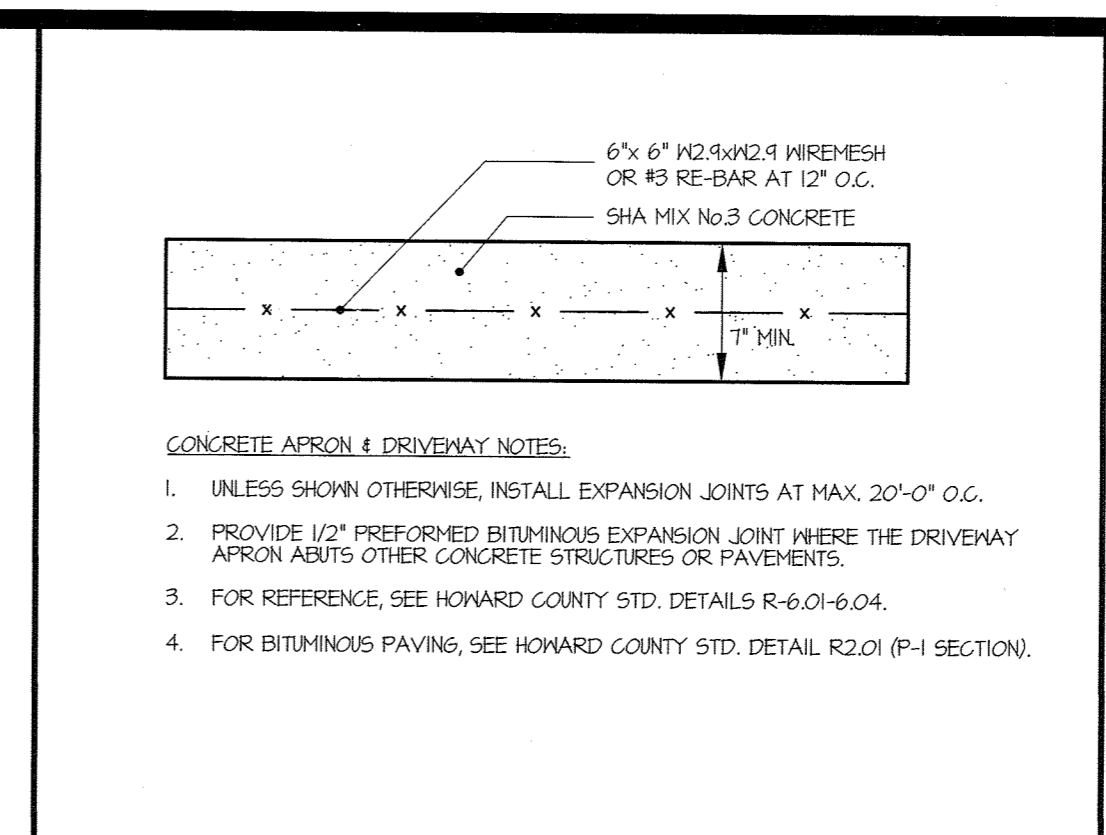 6"x 6" W2.9xW2.9 WIREMESH
OR #3 RE-BAR AT 12" O.C.
SHA MIX No.3 CONCRETE
x x x x x
7" MIN.
CONCRETE APRON & DRIVEWAY NOTES:
1. UNLESS SHOWN OTHERWISE, INSTALL EXPANSION JOINTS AT MAX. 20'-0" O.C.
2. PROVIDE 1/2" PREFORMED BITUMINOUS EXPANSION JOINT WHERE THE DRIVEWAY
APRON ABUTS OTHER CONCRETE STRUCTURES OR PAVEMENTS.
3. FOR REFERENCE, SEE HOWARD COUNTY STD. DETAILS R-6.01-6.04.
4. FOR BITUMINOUS PAVING, SEE HOWARD COUNTY STD. DETAIL R2.01 (P-1 SECTION).